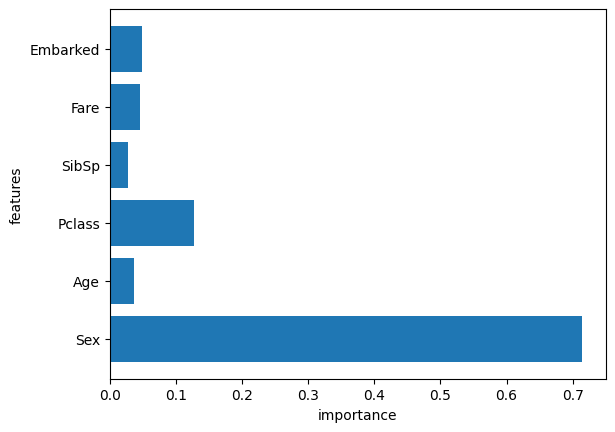 Embarked
Fare
SibSp
Pclass
Age
Sex
features
0.0 0.1 0.2 0.3 0.4 0.5 0.6 0.7
importance